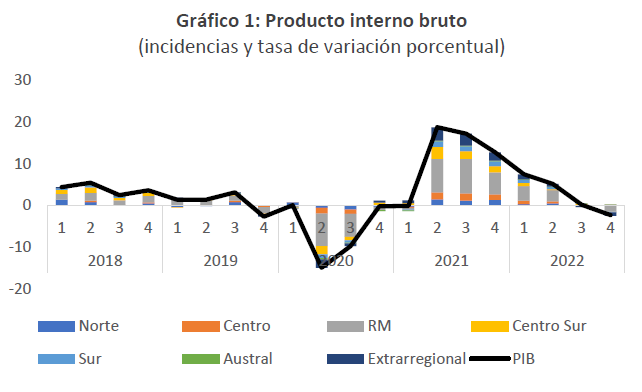 Gráfico 1: Producto interno bruto
(incidencias y tasa de variación porcentual)
30
20
10
0
-10
-20
1 2 3 4 1 2 3 4 1 2 3 4 1 2 3 4 1 2 3 4
2018 2019 2020 2021 2022
Norte Centro RM Centro Sur
Sur Austral Extrarregional PIB